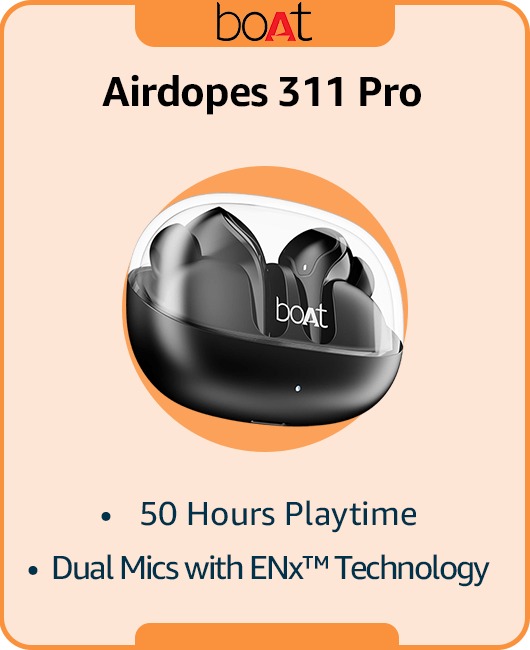 boAt
Airdopes 311 Pro
boAt
• 50 Hours Playtime
• Dual Mics with ENx™ Technology